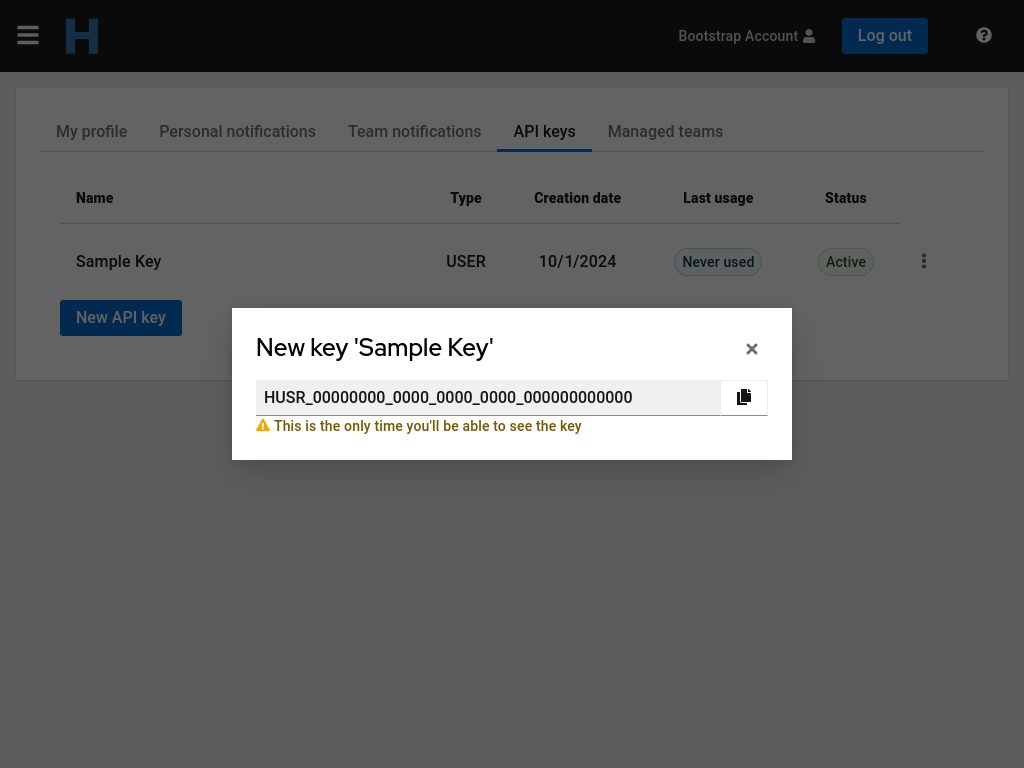 H
Bootstrap Account Log out ?
My profile Personal notifications Team notifications API keys Managed teams
Name Type Creation date Last usage Status
Sample Key USER 10/1/2024 Never used Active
New API key
New key 'Sample Key'
HUSR_00000000_0000_0000_0000_000000000000
This is the only time you'll be able to see the key